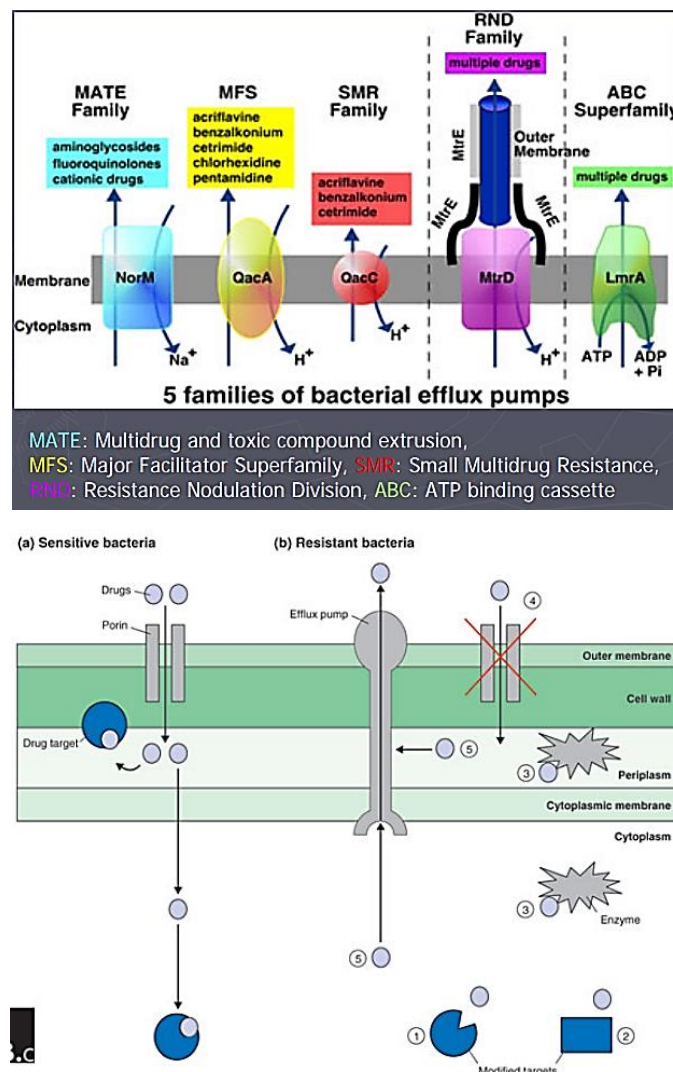 RND
Family
multiple drugs
MATE
Family
MFS
SMR
Family
ABC
Superfamily
aminoglycosides
fluoroquinolones
cationic drugs
acriflavine
benzalkonium
cetrimide
chlorhexidine
pentamidine
acriflavine
benzalkonium
cetrimide
MtrE
Outer
Membrane
multiple drugs
MtrE
MtrE
Membrane
NorM
QacA
QacC
MtrD
LmrA
Cytoplasm
Na+
H+
H+
H+
ATP
ADP
+ Pi
5 families of bacterial efflux pumps
MATE: Multidrug and toxic compound extrusion,
MFS: Major Facilitator Superfamily, SMR: Small Multidrug Resistance,
RND: Resistance Nodulation Division, ABC: ATP binding cassette
(a) Sensitive bacteria
(b) Resistant bacteria
Drugs
Porin
Efflux pump
4
Outer membrane
Cell wall
Drug target
5
3
Periplasm
Cytoplasmic membrane
Cytoplasm
3
Enzyme
5
1
2
Modified targets